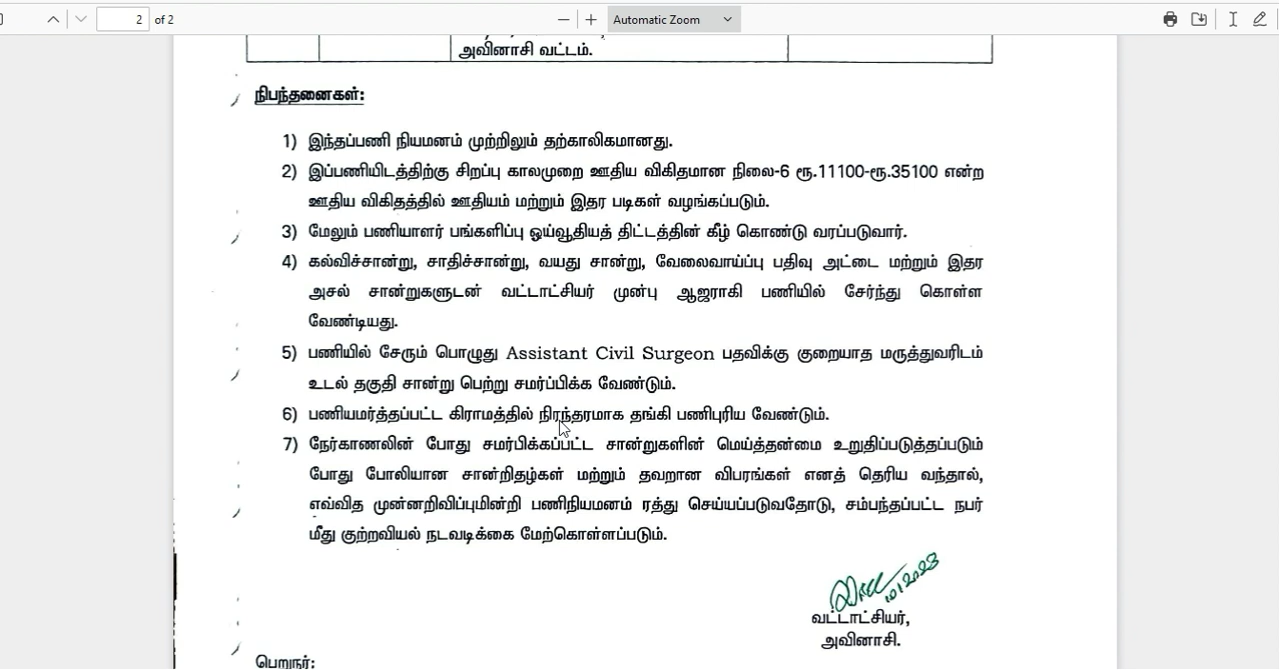 2 of 2 Automatic Zoom
அவினாசி வட்டம்.
நிபந்தனைகள்:
1) இந்தப்பணி நியமனம் முற்றிலும் தற்காலிகமானது.
2) இப்பணியிடத்திற்கு சிறப்பு காலமுறை ஊதிய விகிதமான நிலை-6 ரூ.11100-ரூ.35100 என்ற
ஊதிய விகிதத்தில் ஊதியம் மற்றும் இதர படிகள் வழங்கப்படும்.
3) மேலும் பணியாளர் பங்களிப்பு ஒய்வூதியத் திட்டத்தின் கீழ் கொண்டு வரப்படுவார்.
4) கல்விச்சான்று, சாதிச்சான்று, வயது சான்று, வேலைவாய்ப்பு பதிவு அட்டை மற்றும் இதர
அசல் சான்றுகளுடன் வட்டாட்சியர் முன்பு ஆஜராகி பணியில் சேர்ந்து கொள்ள
வேண்டியது.
5) பணியில் சேரும் பொழுது Assistant Civil Surgeon பதவிக்கு குறையாத மருத்துவரிடம்
உடல் தகுதி சான்று பெற்று சமர்ப்பிக்க வேண்டும்.
6) பணியமர்த்தப்பட்ட கிராமத்தில் நிரந்தரமாக தங்கி பணிபுரிய வேண்டும்.
7) நேர்காணலின் போது சமர்பிக்கப்பட்ட சான்றுகளின் மெய்த்தன்மை உறுதிப்படுத்தப்படும்
போது போலியான சான்றிதழ்கள் மற்றும் தவறான விபரங்கள் எனத் தெரிய வந்தால்,
எவ்வித முன்னறிவிப்புமின்றி பணிநியமனம் ரத்து செய்யப்படுவதோடு, சம்பந்தப்பட்ட நபர்
மீது குற்றவியல் நடவடிக்கை மேற்கொள்ளப்படும்.
வட்டாட்சியர்,
அவினாசி.
பெறுநர்: